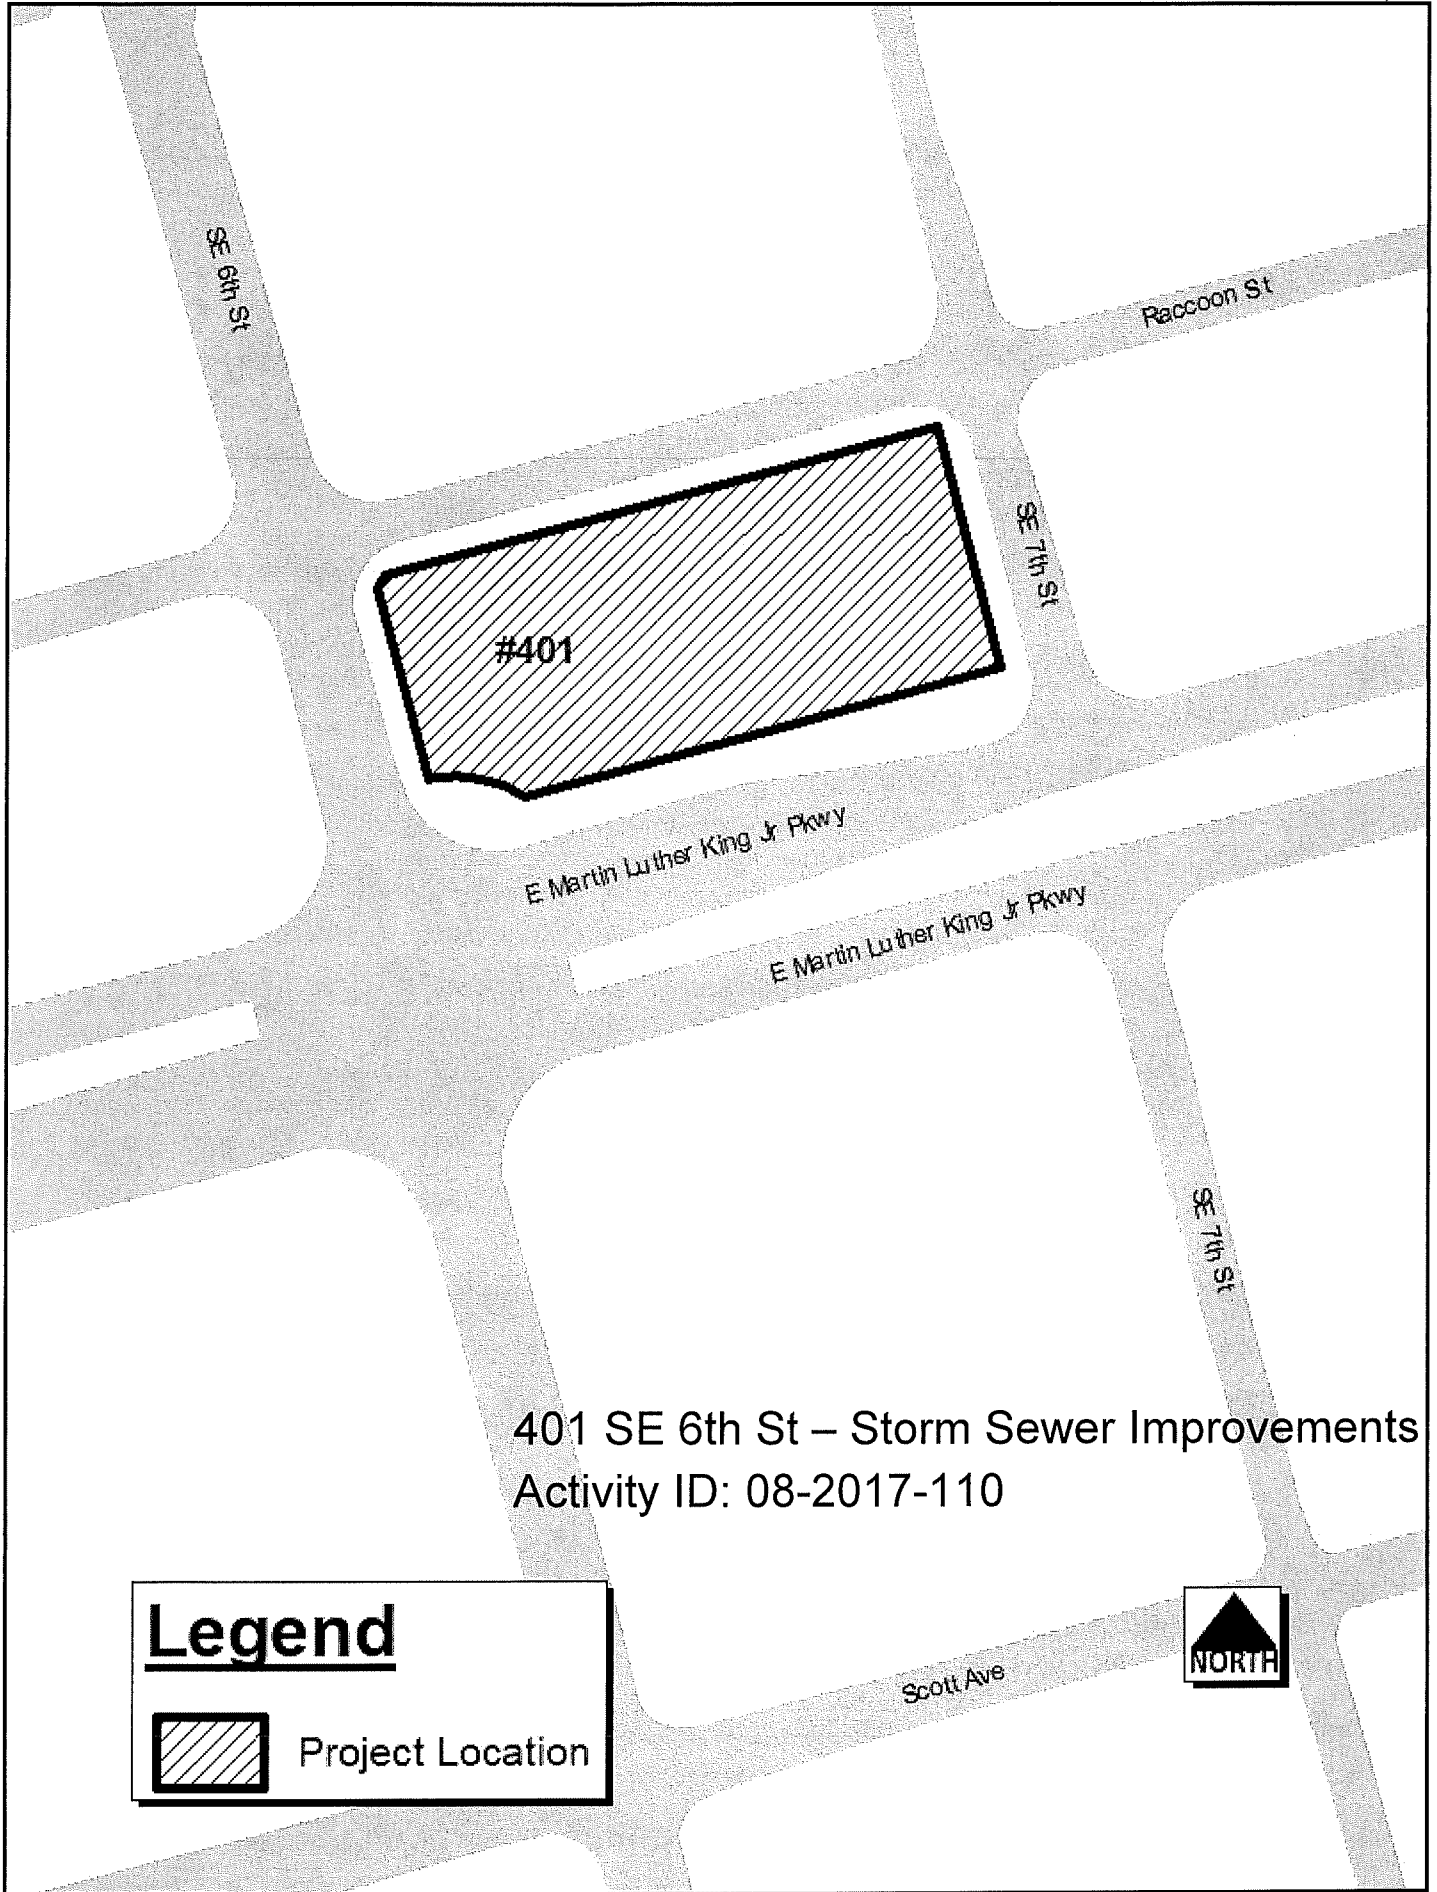 SE 6th St
Raccoon St
SE 7th St
#401
E Martin Luther King Jr Pkwy
E Martin Luther King Jr Pkwy
SE 7th St
401 SE 6th St – Storm Sewer Improvements
Activity ID: 08-2017-110
Legend
Project Location
NORTH
Scott Ave